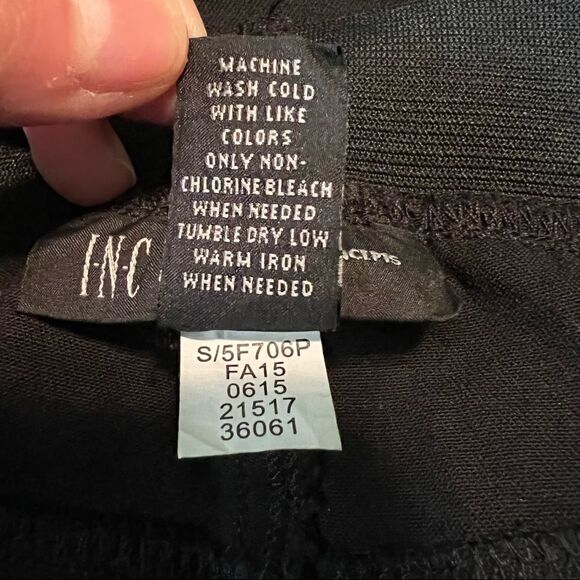 MACHINE
WASH COLD
WITH LIKE
COLORS
ONLY NON-
CHLORINE BLEACH
WHEN NEEDED
TUMBLE DRY LOW
WARM IRON
WHEN NEEDED
I·N·C
NCEPTS
S/5F706P
FA15
0615
21517
36061